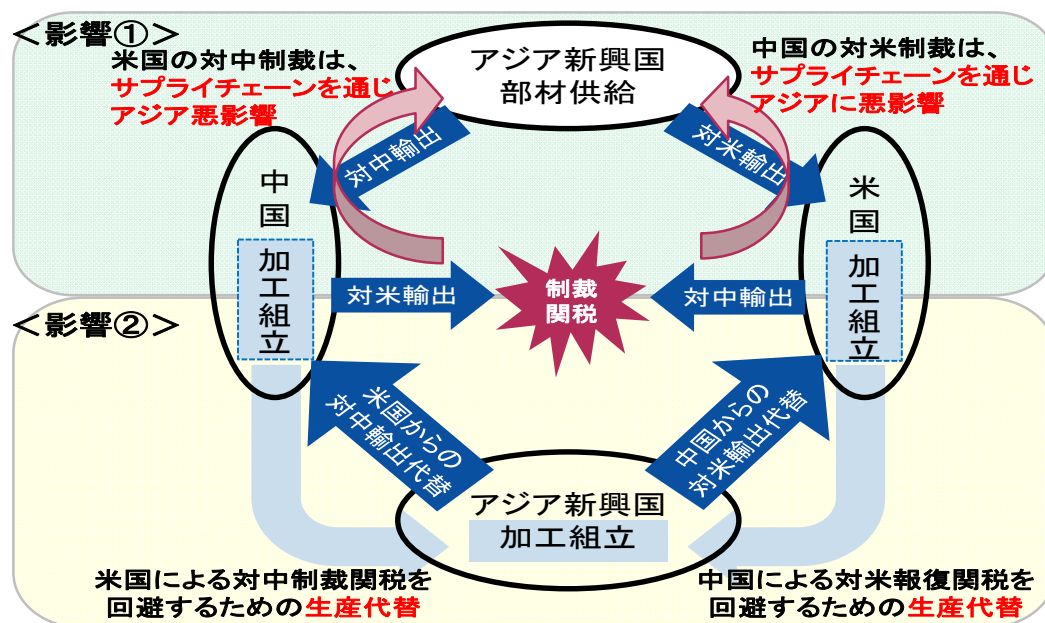 ＜影響①＞
米国の対中制裁は、
サプライチェーンを通じ
アジア悪影響
アジア新興国
部材供給
中国の対米制裁は、
サプライチェーンを通じ
アジアに悪影響
対中輸出
対米輸出
中国
加工組立
米国
加工組立
対米輸出
制裁
関税
対中輸出
＜影響②＞
米国からの
対中輸出代替
中国からの
対米輸出代替
アジア新興国
加工組立
米国による対中制裁関税を
回避するための生産代替
中国による対米報復関税を
回避するための生産代替